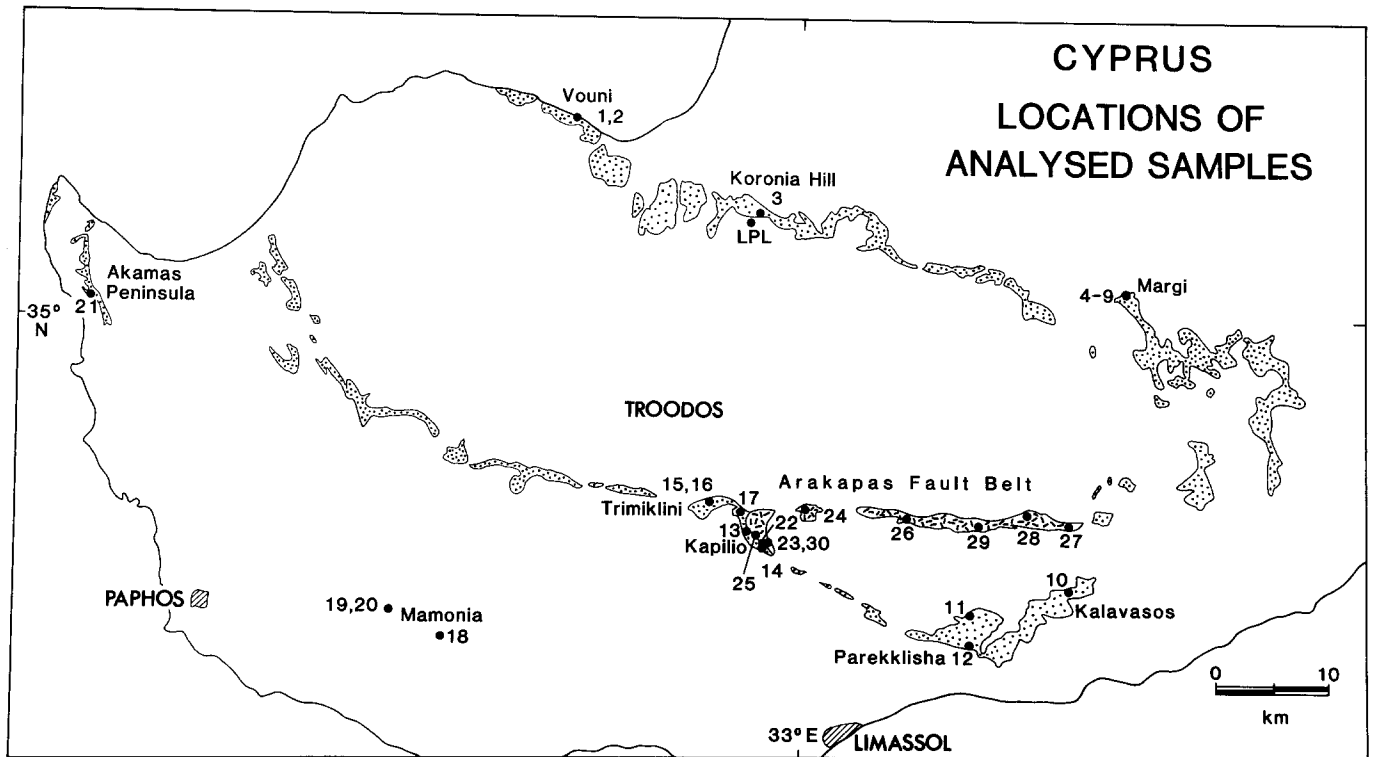 CYPRUS
LOCATIONS OF
ANALYSED SAMPLES
Vouni
1,2
Koronia Hill
3
LPL
Akamas
Peninsula
21
35°
N
4-9
Margi
TROODOS
15,16
Trimiklini
17
Arakapas Fault Belt
22
24
13
Kapilio
23,30
25
14
26
29
28
27
PAPHOS
19,20
Mamonia
18
10
11
Kalavasos
Parekklisha 12
0
10
km
33° E
LIMASSOL